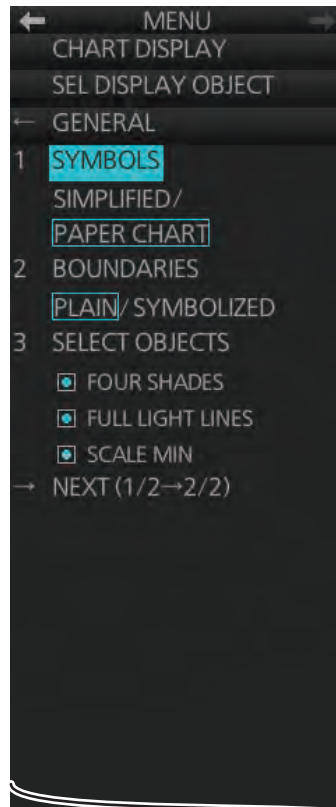 ← MENU →
CHART DISPLAY
SEL DISPLAY OBJECT
← GENERAL
1 SYMBOLS
SIMPLIFIED/
PAPER CHART
2 BOUNDARIES
PLAIN/SYMBOLIZED
3 SELECT OBJECTS
FOUR SHADES
FULL LIGHT LINES
SCALE MIN
→ NEXT (1/2→2/2)